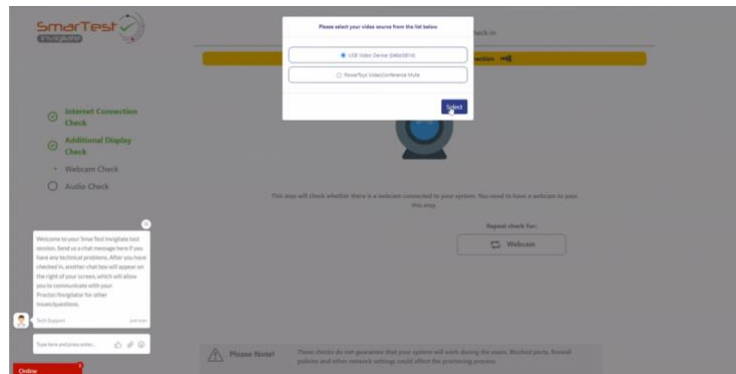 SmarTest
invigilate
Please select your video source from the list below
USB Video Device
PowerToys VideoConference Mute
Select
Check-in
Internet Connection
Check
Additional Display
Check
Webcam Check
Audio Check
This step will check whether there is a webcam connected to your system. You need to have a webcam to pass
this step.
Repeat check for:
Webcam
Welcome to your SmarTest Invigilate test
session. Send us a chat message here if you
have any technical problems. After you have
checked in, another chat box will appear on
the right of your screen, which will allow
you to communicate with your
Proctor/Invigilator for other
issues/questions.
Tech Support
just now
Type here and press enter...
Please Note!
These checks do not guarantee that your system will work during the exam. Blocked ports, firewall
policies and other network settings could affect the proctoring process.
Online